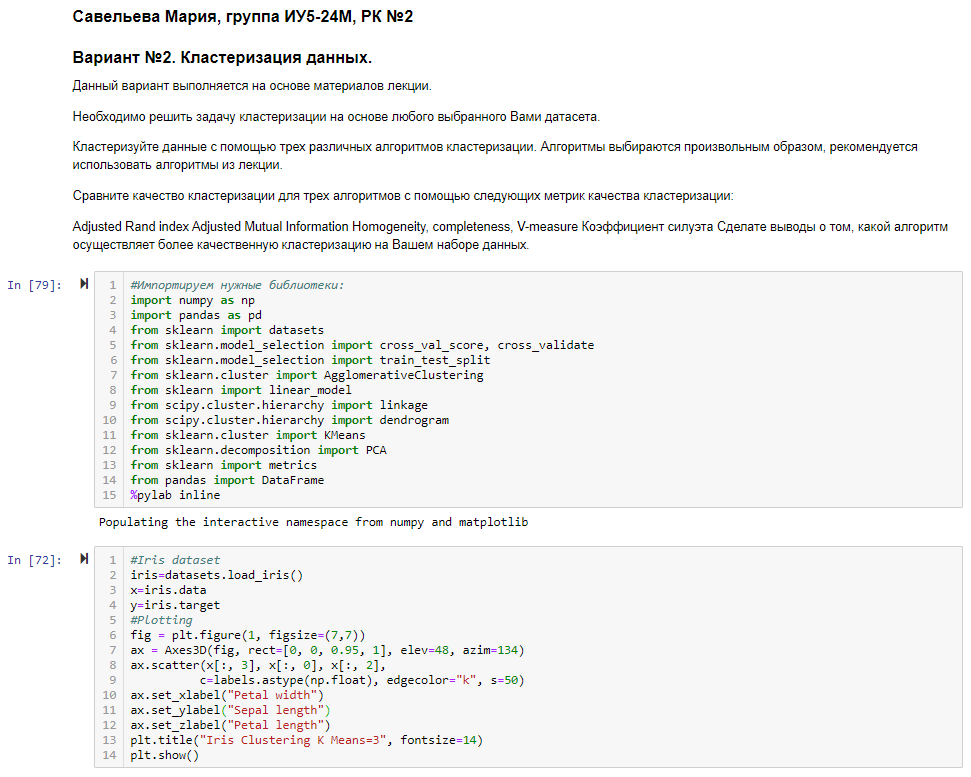 Савельева Мария, группа ИУ5-24М, РК №2
Вариант №2. Кластеризация данных.
Данный вариант выполняется на основе материалов лекции.
Необходимо решить задачу кластеризации на основе любого выбранного Вами датасета.
Кластеризуйте данные с помощью трех различных алгоритмов кластеризации. Алгоритмы выбираются произвольным образом, рекомендуется
использовать алгоритмы из лекции.
Сравните качество кластеризации для трех алгоритмов с помощью следующих метрик качества кластеризации:
Adjusted Rand index Adjusted Mutual Information Homogeneity, completeness, V-measure Коэффициент силуэта Сделате выводы о том, какой алгоритм
осуществляет более качественную кластеризацию на Вашем наборе данных.
In [79]:
1 #Импортируем нужные библиотеки:
2 import numpy as np
3 import pandas as pd
4 from sklearn import datasets
5 from sklearn.model_selection import cross_val_score, cross_validate
6 from sklearn.model_selection import train_test_split
7 from sklearn.cluster import AgglomerativeClustering
8 from sklearn import linear_model
9 from scipy.cluster.hierarchy import linkage
10 from scipy.cluster.hierarchy import dendrogram
11 from sklearn.cluster import KMeans
12 from sklearn.decomposition import PCA
13 from sklearn import metrics
14 from pandas import DataFrame
15 %pylab inline
Populating the interactive namespace from numpy and matplotlib
In [72]:
1 #Iris dataset
2 iris=datasets.load_iris()
3 x=iris.data
4 y=iris.target
5 #Plotting
6 fig = plt.figure(1, figsize=(7,7))
7 ax = Axes3D(fig, rect=[0, 0, 0.95, 1], elev=48, azim=134)
8 ax.scatter(x[:, 3], x[:, 0], x[:, 2],
9 c=labels.astype(np.float), edgecolor="k", s=50)
10 ax.set_xlabel("Petal width")
11 ax.set_ylabel("Sepal length")
12 ax.set_zlabel("Petal length")
13 plt.title("Iris Clustering K Means=3", fontsize=14)
14 plt.show()